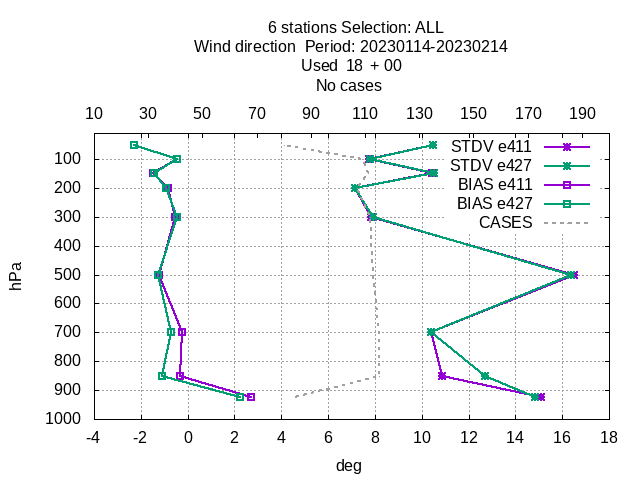 6 stations Selection: ALL
Wind direction  Period: 20230114-20230214
Used  18  + 00
No cases
10 30 50 70 90 110 130 150 170 190
STDV e411
STDV e427
BIAS e411
BIAS e427
CASES
hPa
100
200
300
400
500
600
700
800
900
1000
-4 -2 0 2 4 6 8 10 12 14 16 18
deg